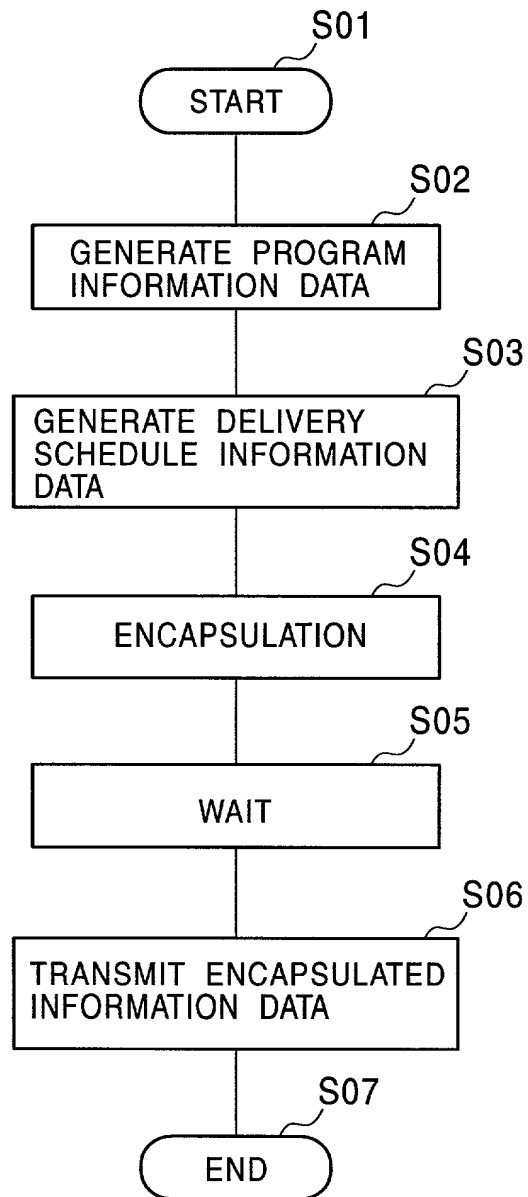 S01
START
S02
GENERATE PROGRAM
INFORMATION DATA
S03
GENERATE DELIVERY
SCHEDULE INFORMATION
DATA
S04
ENCAPSULATION
S05
WAIT
S06
TRANSMIT ENCAPSULATED
INFORMATION DATA
S07
END